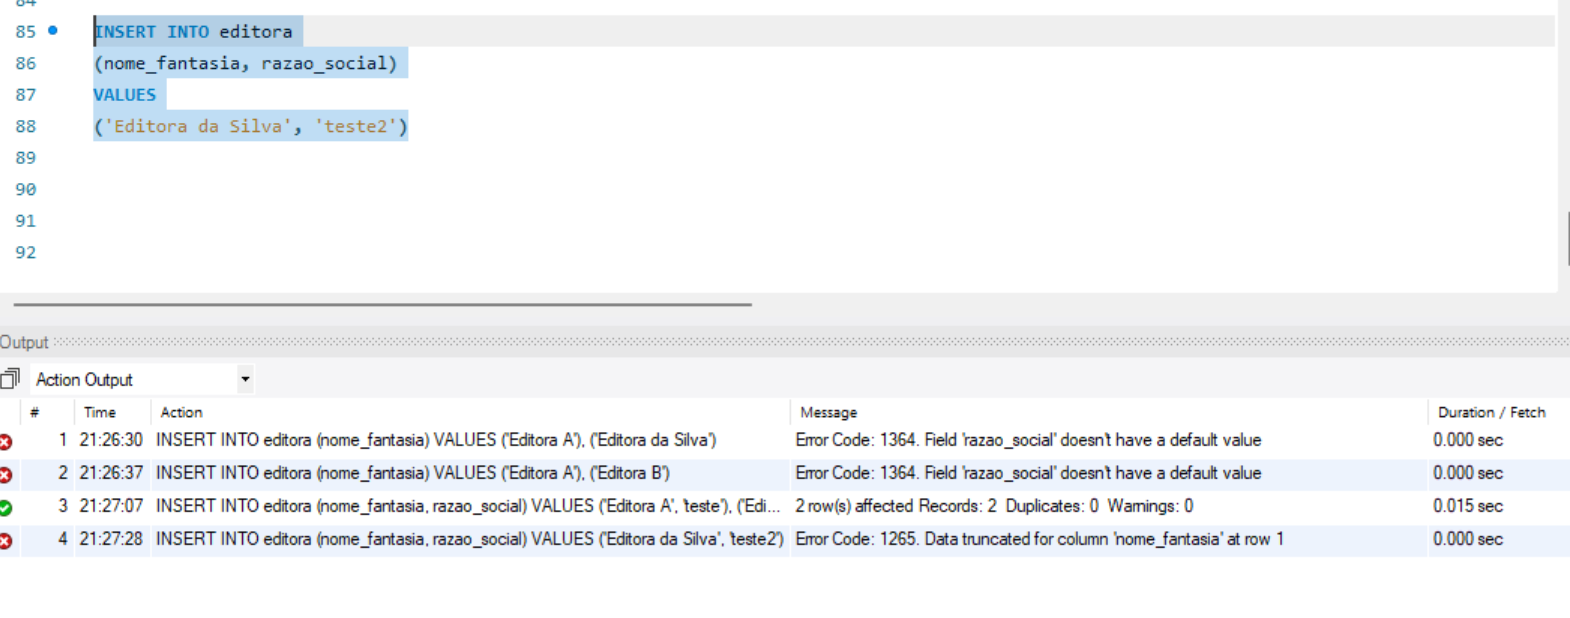 84
85 INSERT INTO editora
86 (nome_fantasia, razao_social)
87 VALUES
88 ('Editora da Silva', 'teste2')
89
90
91
92
Output
Action Output
# Time Action Message Duration / Fetch
1 21:26:30 INSERT INTO editora (nome_fantasia) VALUES ('Editora A'), ('Editora da Silva') Error Code: 1364. Field 'razao_social' doesn't have a default value 0.000 sec
2 21:26:37 INSERT INTO editora (nome_fantasia) VALUES ('Editora A'), ('Editora B') Error Code: 1364. Field 'razao_social' doesn't have a default value 0.000 sec
3 21:27:07 INSERT INTO editora (nome_fantasia, razao_social) VALUES ('Editora A', 'teste'), ('Edi... 2 row(s) affected Records: 2 Duplicates: 0 Warnings: 0 0.015 sec
4 21:27:28 INSERT INTO editora (nome_fantasia, razao_social) VALUES ('Editora da Silva', 'teste2') Error Code: 1265. Data truncated for column 'nome_fantasia' at row 1 0.000 sec